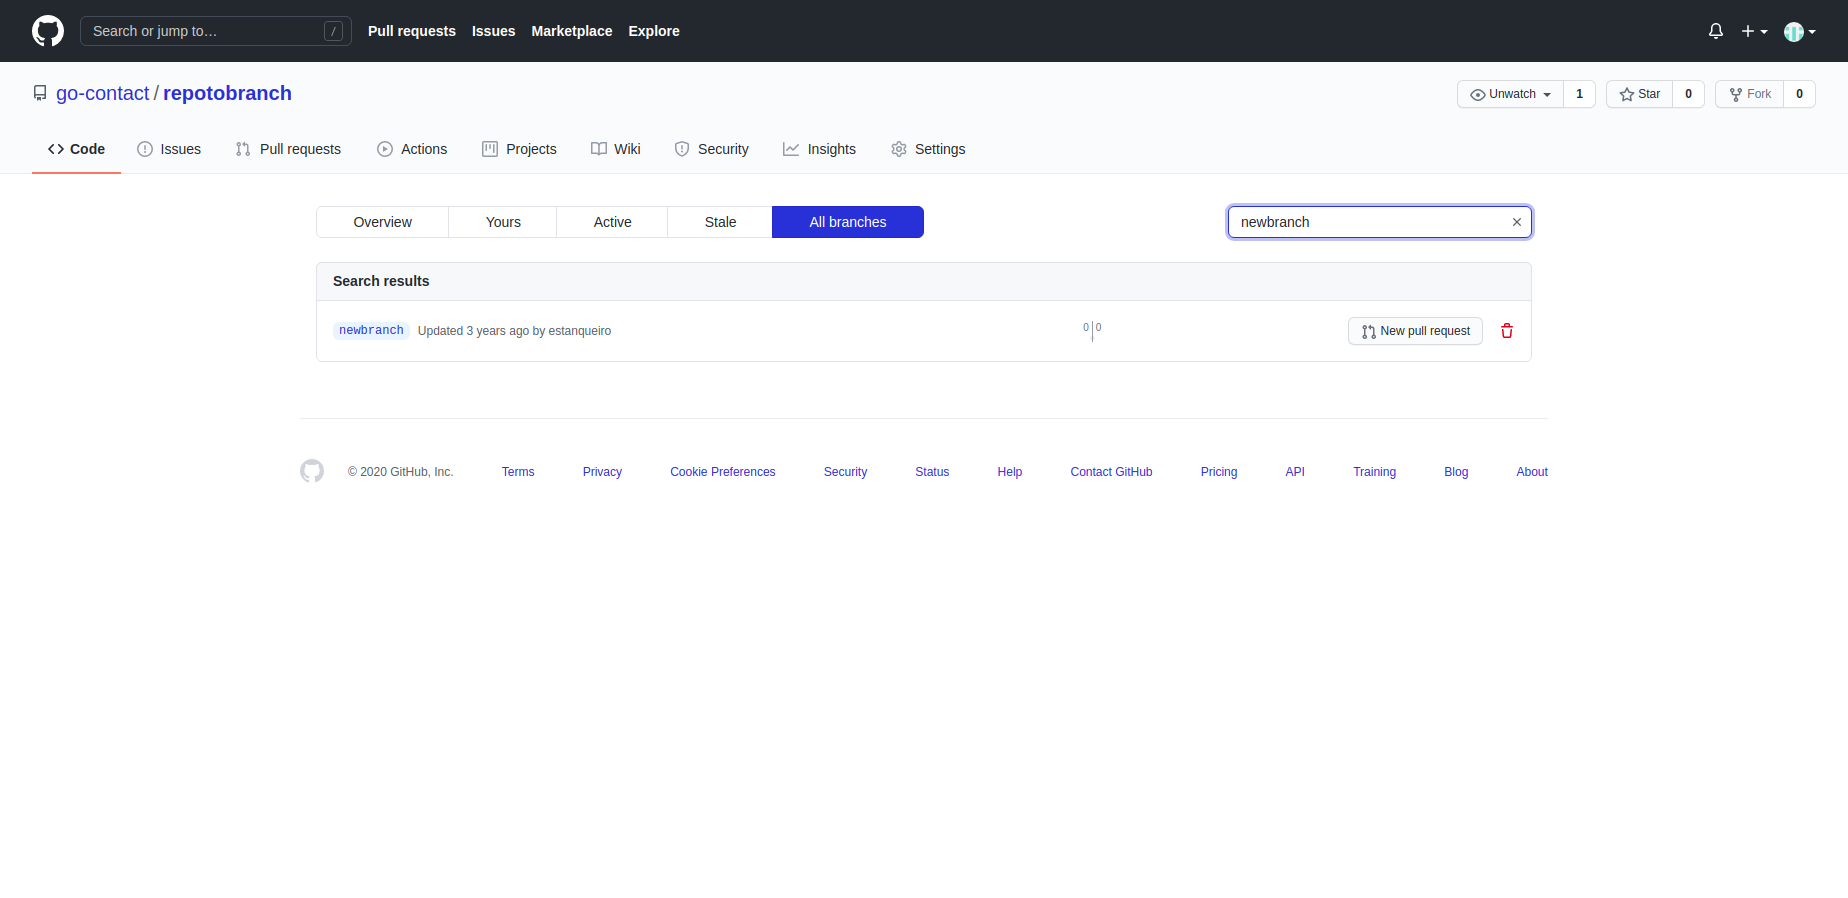 Search or jump to… / Pull requests Issues Marketplace Explore
go-contact / repotobranch Unwatch 1 Star 0 Fork 0
Code Issues Pull requests Actions Projects Wiki Security Insights Settings
Overview Yours Active Stale All branches newbranch
Search results
newbranch Updated 3 years ago by estanqueiro 0 0 New pull request
© 2020 GitHub, Inc. Terms Privacy Cookie Preferences Security Status Help Contact GitHub Pricing API Training Blog About